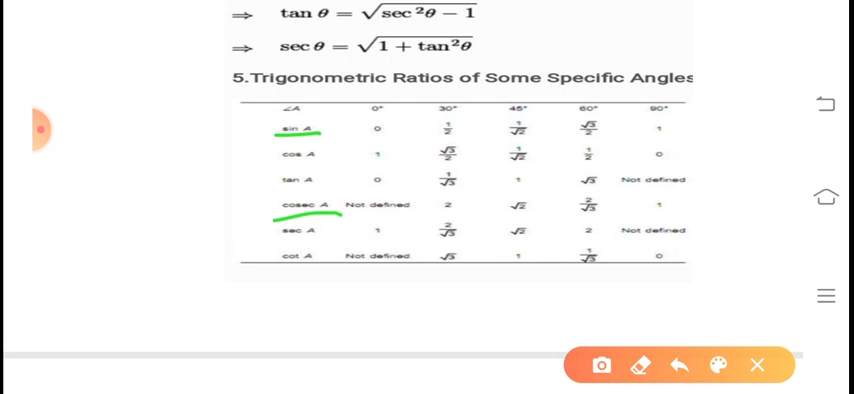 ⇒ tan θ = √(sec²θ − 1)
⇒ sec θ = √(1 + tan²θ)
5.Trigonometric Ratios of Some Specific Angles
∠A 0° 30° 45° 60° 90°
sin A 0 1/2 1/√2 √3/2 1
cos A 1 √3/2 1/√2 1/2 0
tan A 0 1/√3 1 √3 Not defined
cosec A Not defined 2 √2 2/√3 1
sec A 1 2/√3 √2 2 Not defined
cot A Not defined √3 1 1/√3 0